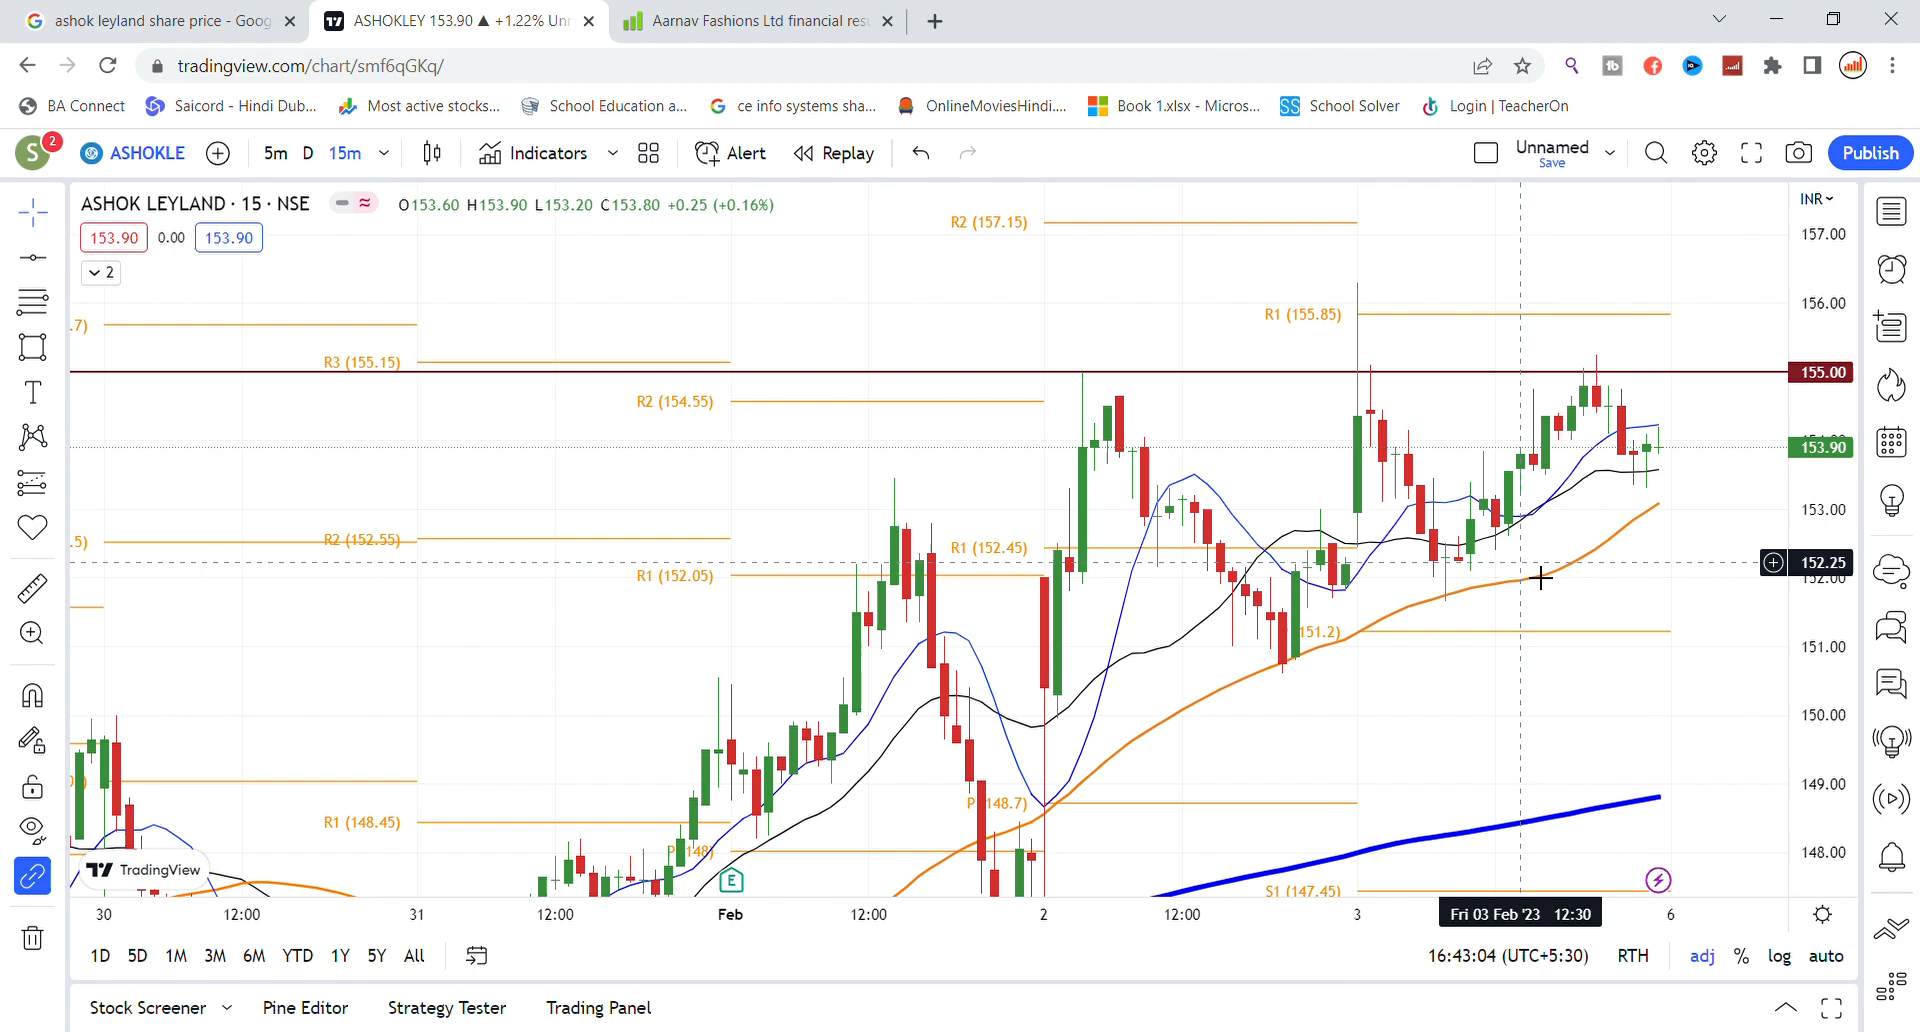 ashok leyland share price - Goog
ASHOKLEY 153.90 ▲ +1.22% Unn
Aarnav Fashions Ltd financial resu
tradingview.com/chart/smf6qGKq/
BA Connect
Saicord - Hindi Dub...
Most active stocks...
School Education a...
ce info systems sha...
OnlineMoviesHindi....
Book 1.xlsx - Micros...
School Solver
Login | TeacherOn
S 2
ASHOKLE
5m D 15m
Indicators
Alert
Replay
Unnamed
Save
Publish
ASHOK LEYLAND · 15 · NSE
O153.60 H153.90 L153.20 C153.80 +0.25 (+0.16%)
INR
153.90 0.00 153.90
2
R2 (157.15)
157.00
156.00
R1 (155.85)
.7)
R3 (155.15)
155.00
R2 (154.55)
153.90
153.00
.5)
R2 (152.55)
R1 (152.45)
R1 (152.05)
152.25
152.00
151.2)
151.00
150.00
149.00
P (148.7)
R1 (148.45)
P (148)
148.00
TradingView
E
S1 (147.45)
30
12:00
31
12:00
Feb
12:00
2
12:00
3
Fri 03 Feb '23 12:30
6
1D 5D 1M 3M 6M YTD 1Y 5Y All
16:43:04 (UTC+5:30)
RTH
adj % log auto
Stock Screener
Pine Editor
Strategy Tester
Trading Panel